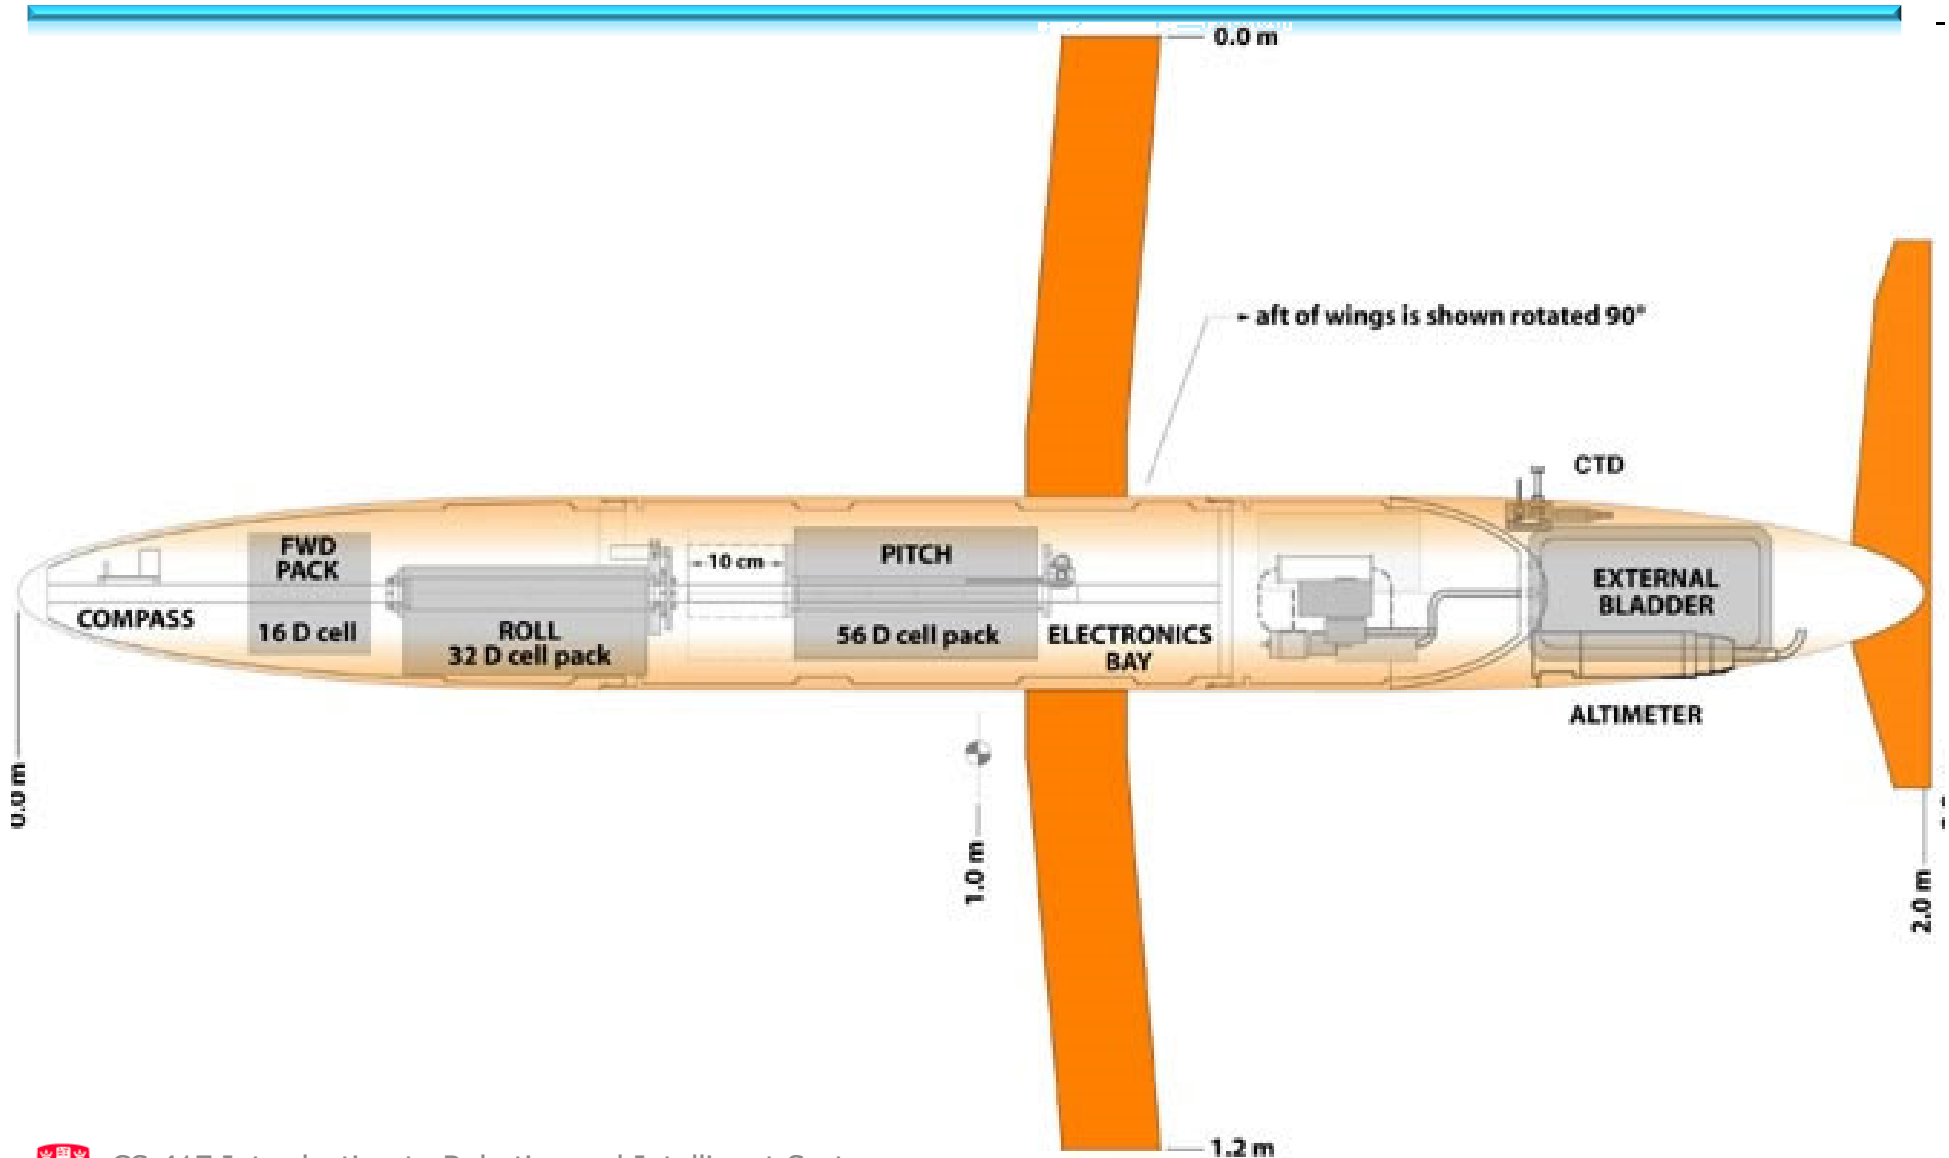 0.0 m
aft of wings is shown rotated 90°
CTD
FWD
PACK
16 D cell
COMPASS
ROLL
32 D cell pack
10 cm
PITCH
56 D cell pack
ELECTRONICS
BAY
EXTERNAL
BLADDER
ALTIMETER
0.0 m
1.0 m
2.0 m
1.2 m